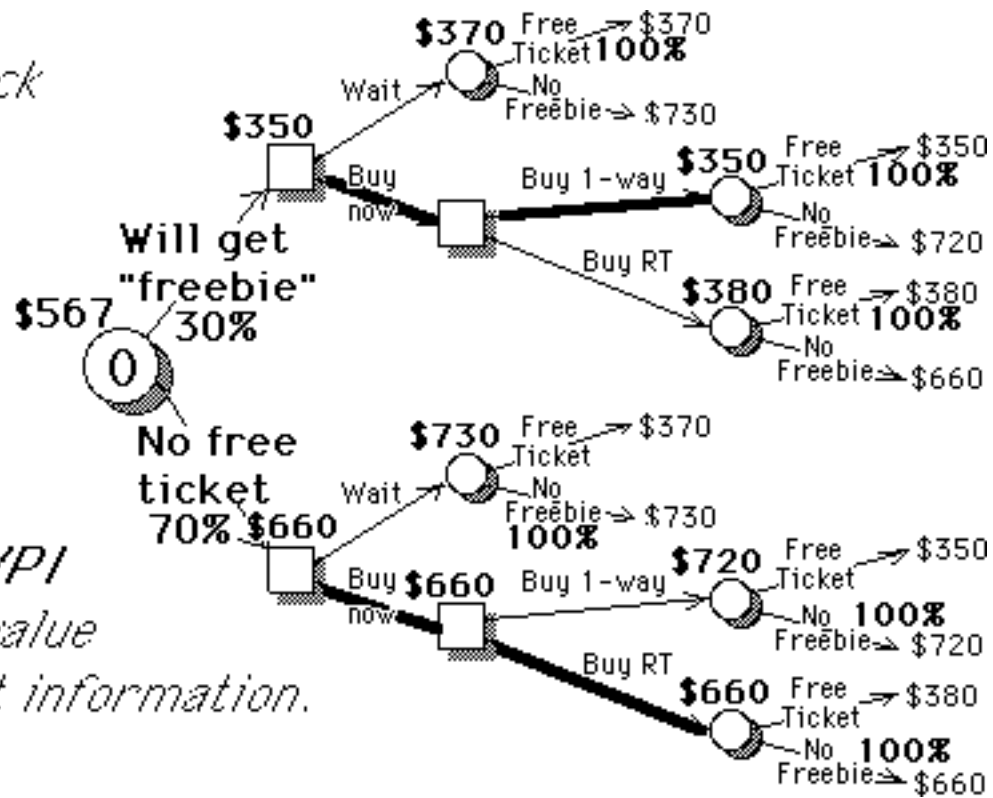 ck
$370 Free $370
Ticket 100%
Wait
No
Freebie $730
$350
Buy
now
Buy 1-way
$350 Free $350
Ticket 100%
No
Freebie $720
Buy RT
$380 Free $380
Ticket 100%
No
Freebie $660
Will get
"freebie"
30%
$567
0
No free
ticket
70% $660
$730 Free $370
Ticket
Wait
No
Freebie $730
100%
Buy
now
$660
Buy 1-way
$720 Free $350
Ticket
No 100%
Freebie $720
Buy RT
$660 Free $380
Ticket
No 100%
Freebie $660
VPI
alue
t information.